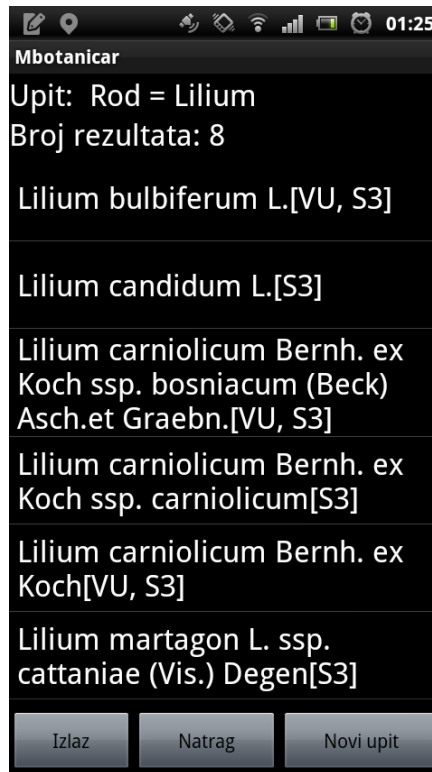 01:25
Mbotanicar
Upit:  Rod = Lilium
Broj rezultata: 8
Lilium bulbiferum L.[VU, S3]
Lilium candidum L.[S3]
Lilium carniolicum Bernh. ex
Koch ssp. bosniacum (Beck)
Asch.et Graebn.[VU, S3]
Lilium carniolicum Bernh. ex
Koch ssp. carniolicum[S3]
Lilium carniolicum Bernh. ex
Koch[VU, S3]
Lilium martagon L. ssp.
cattaniae (Vis.) Degen[S3]
Izlaz Natrag Novi upit